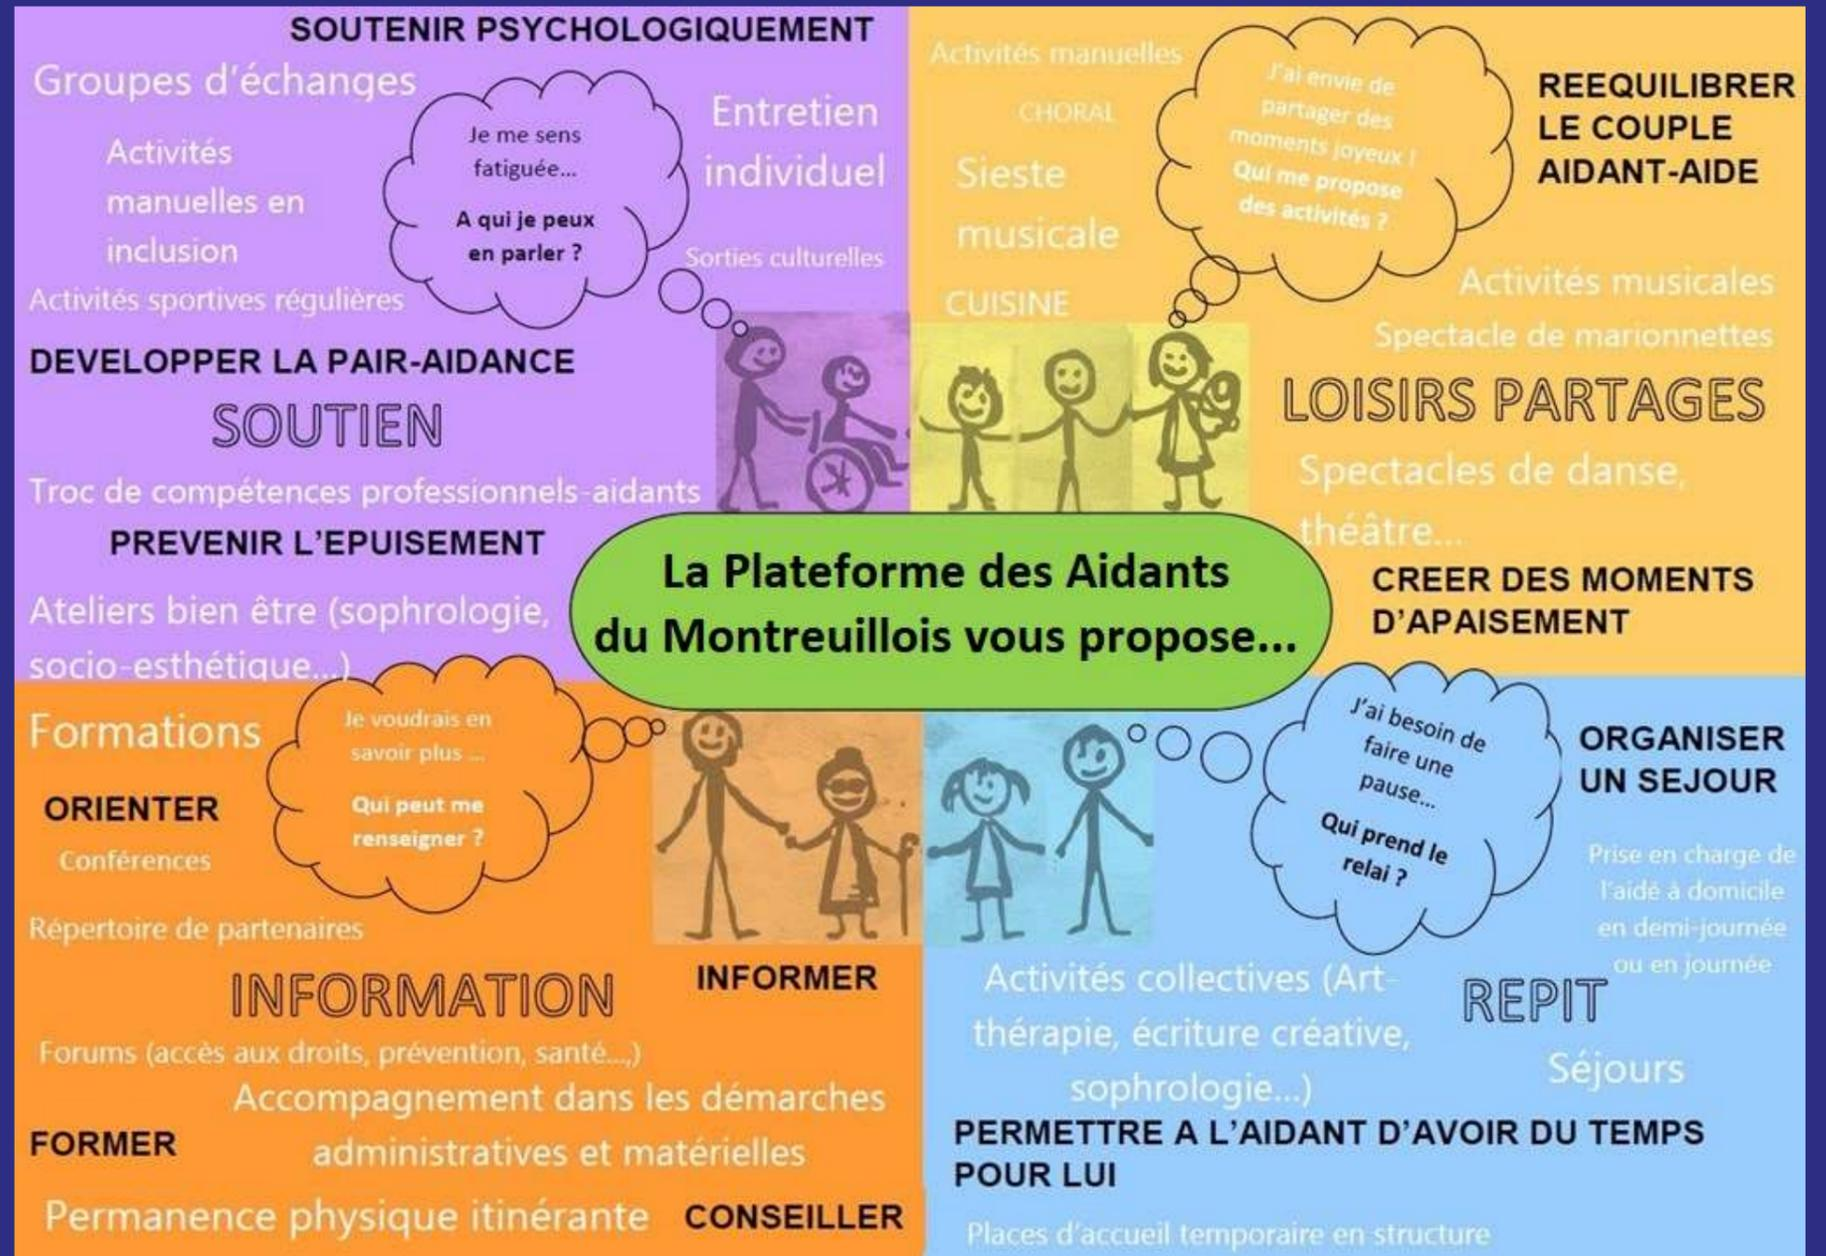 SOUTENIR PSYCHOLOGIQUEMENT
Groupes d'échanges
Activités
manuelles en
inclusion
Activités sportives régulières
Je me sens
fatiguée...
A qui je peux
en parler ?
Entretien
individuel
Sorties culturelles
DEVELOPPER LA PAIR-AIDANCE
SOUTIEN
Troc de compétences professionnels-aidants
PREVENIR L'EPUISEMENT
Ateliers bien être (sophrologie,
socio-esthétique...)
Activités manuelles
CHORAL
Sieste
musicale
CUISINE
J'ai envie de
partager des
moments joyeux !
Qui me propose
des activités ?
REEQUILIBRER
LE COUPLE
AIDANT-AIDE
Activités musicales
Spectacle de marionnettes
LOISIRS PARTAGES
Spectacles de danse,
théâtre...
CREER DES MOMENTS
D'APAISEMENT
La Plateforme des Aidants
du Montreuillois vous propose...
Formations
ORIENTER
Conférences
Répertoire de partenaires
Je voudrais en
savoir plus ...
Qui peut me
renseigner ?
INFORMATION
INFORMER
Forums (accès aux droits, prévention, santé...,)
Accompagnement dans les démarches
administratives et matérielles
FORMER
Permanence physique itinérante
CONSEILLER
J'ai besoin de
faire une
pause...
Qui prend le
relai ?
ORGANISER
UN SEJOUR
Prise en charge de
l'aidé à domicile
en demi-journée
ou en journée
Activités collectives (Art-
thérapie, écriture créative,
sophrologie...)
REPIT
Séjours
PERMETTRE A L'AIDANT D'AVOIR DU TEMPS
POUR LUI
Places d'accueil temporaire en structure